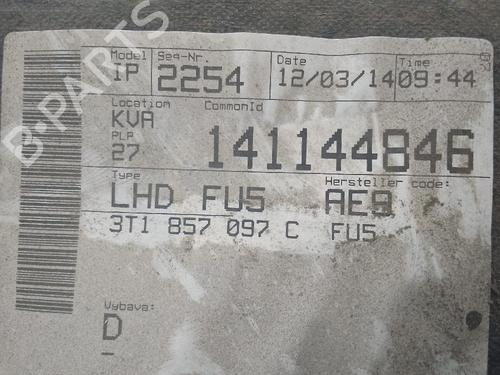 Model Seq-Nr. Date Time
IP 2254 12/03/14 09:44
Location CommonId
KVA 141144846
PLP
27
Type Hersteller code:
LHD FU5 AE9
3T1 857 097 C FU5
Vybava:
D
B-PARTS